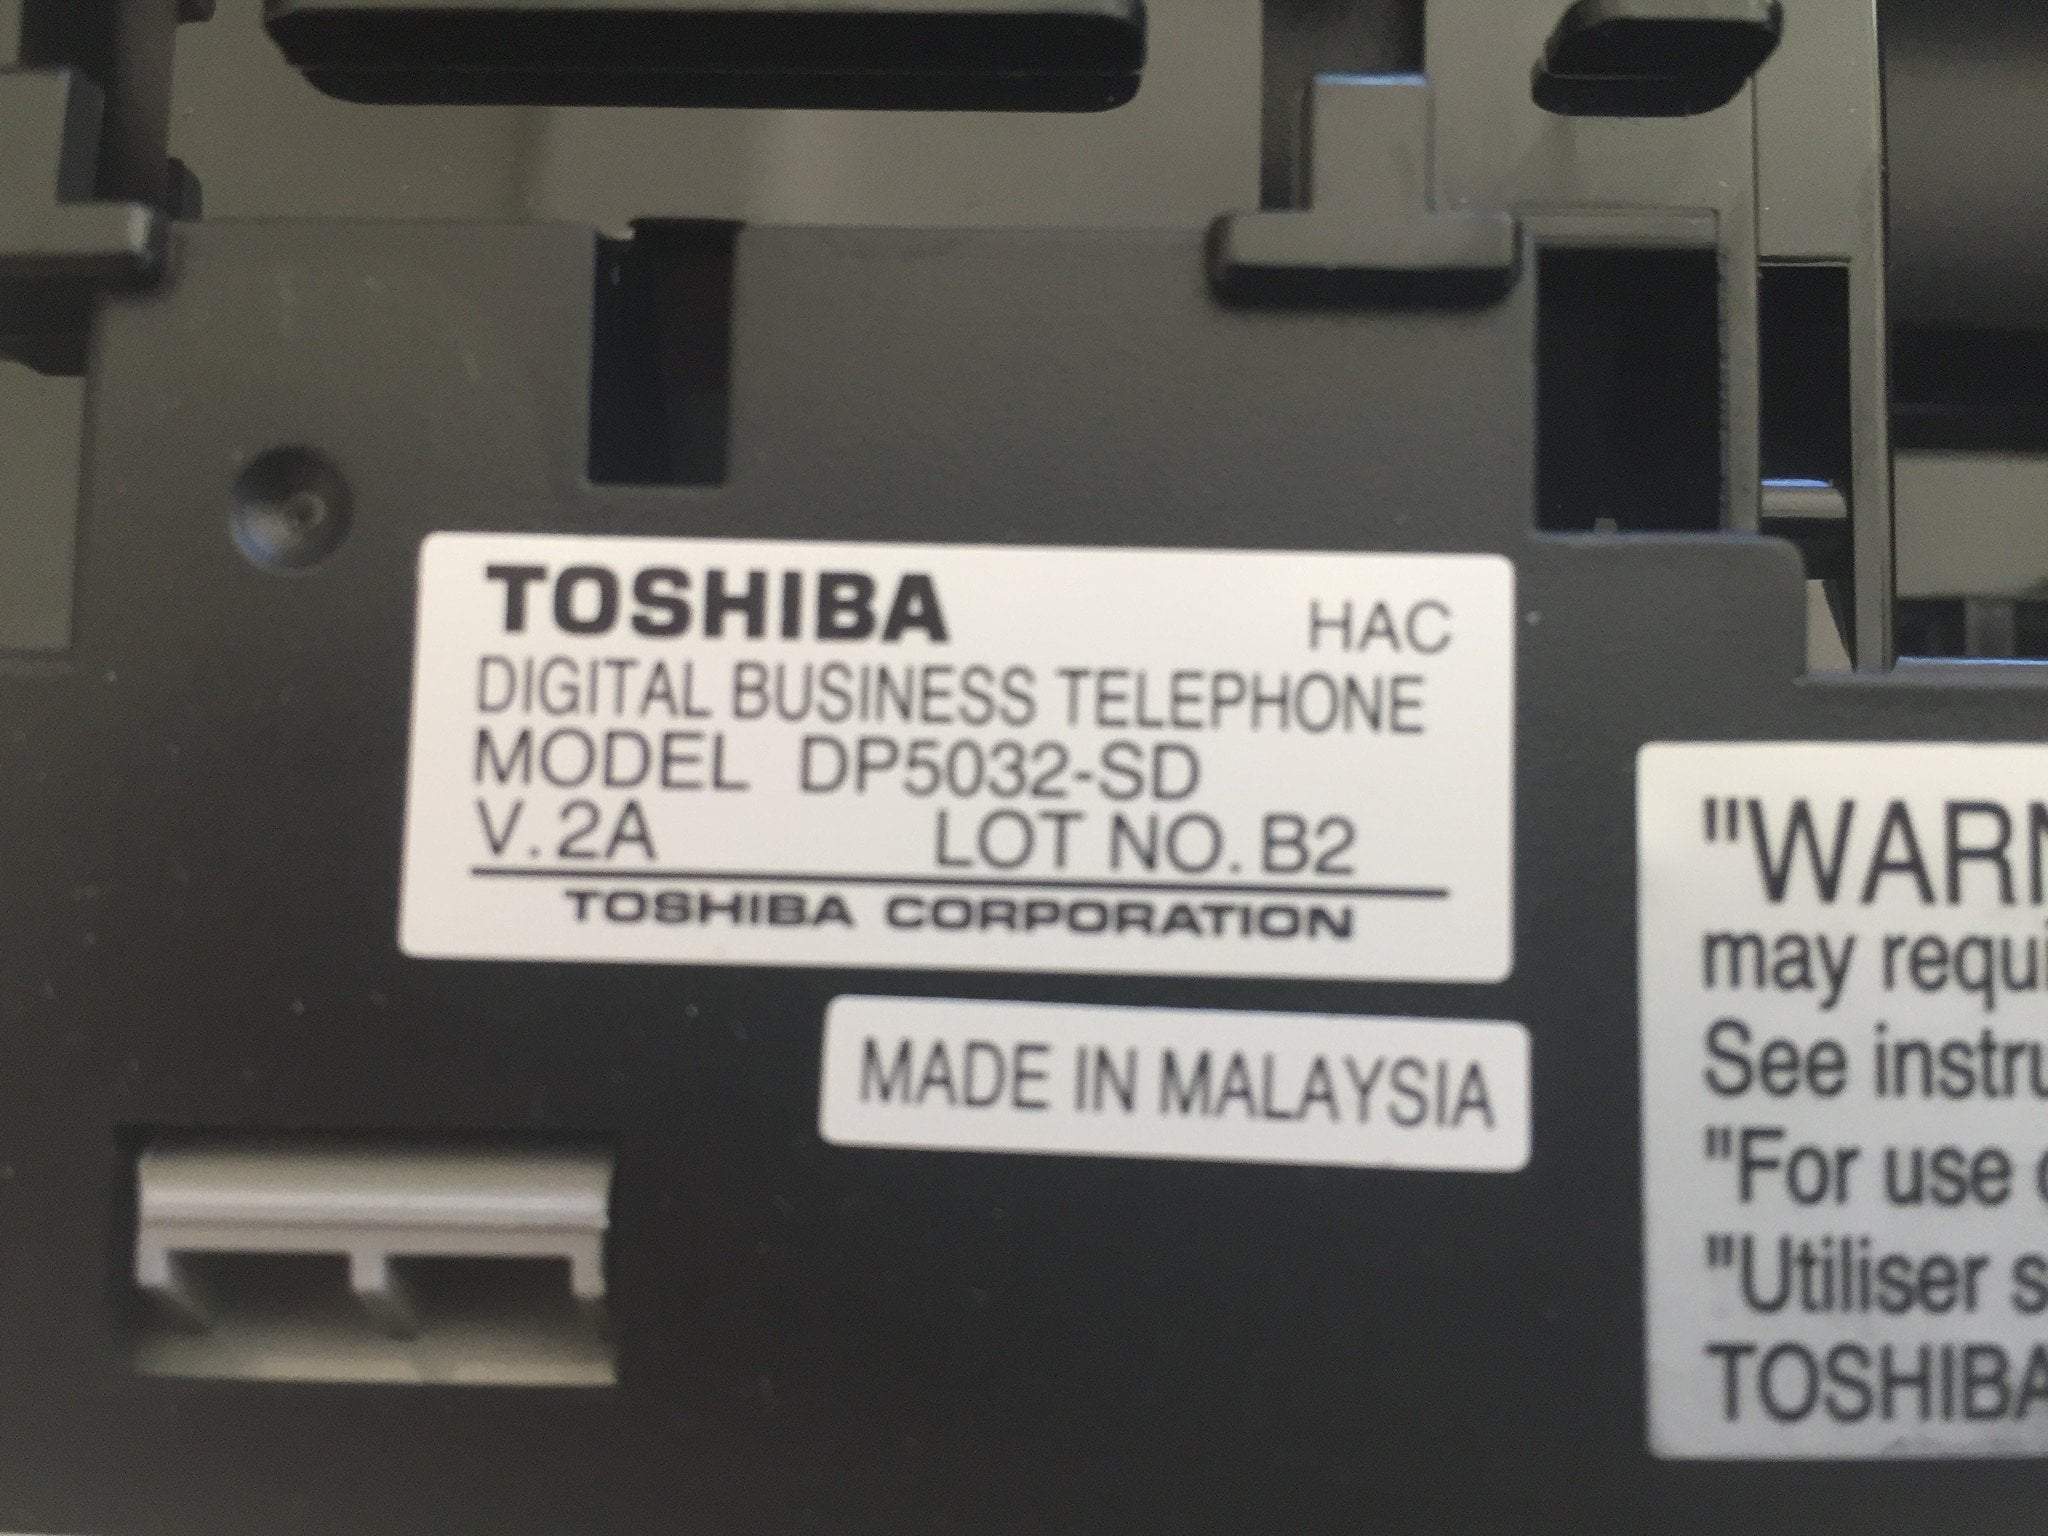 TOSHIBA HAC
DIGITAL BUSINESS TELEPHONE
MODEL DP5032-SD
V.2A LOT NO. B2
TOSHIBA CORPORATION
MADE IN MALAYSIA
"WARN
may requi
See instru
"For use
"Utiliser s
TOSHIBA